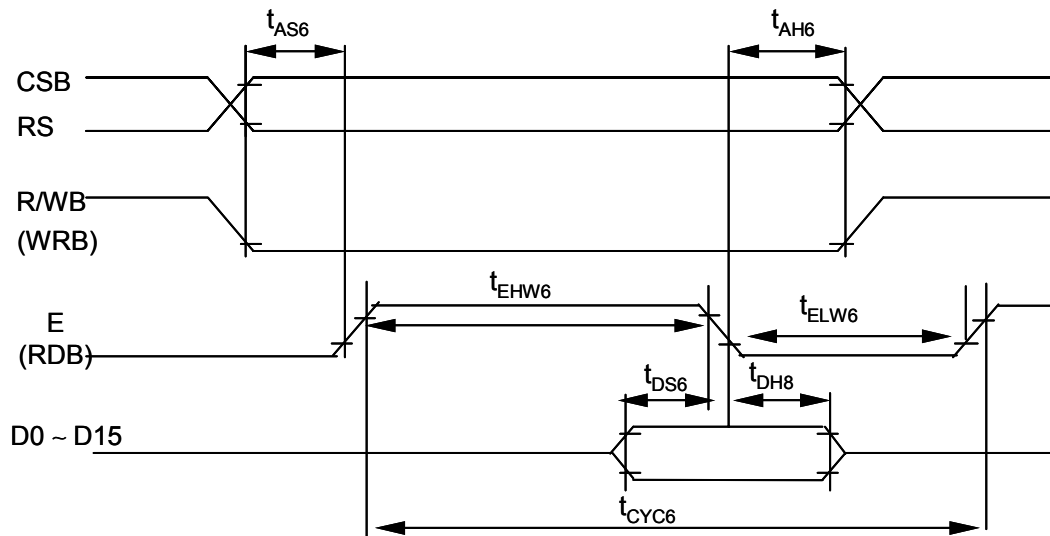 tAS6
tAH6
CSB
RS
R/WB
(WRB)
tEHW6
tELW6
E
(RDB)
tDS6
tDH8
D0 ~ D15
tCYC6